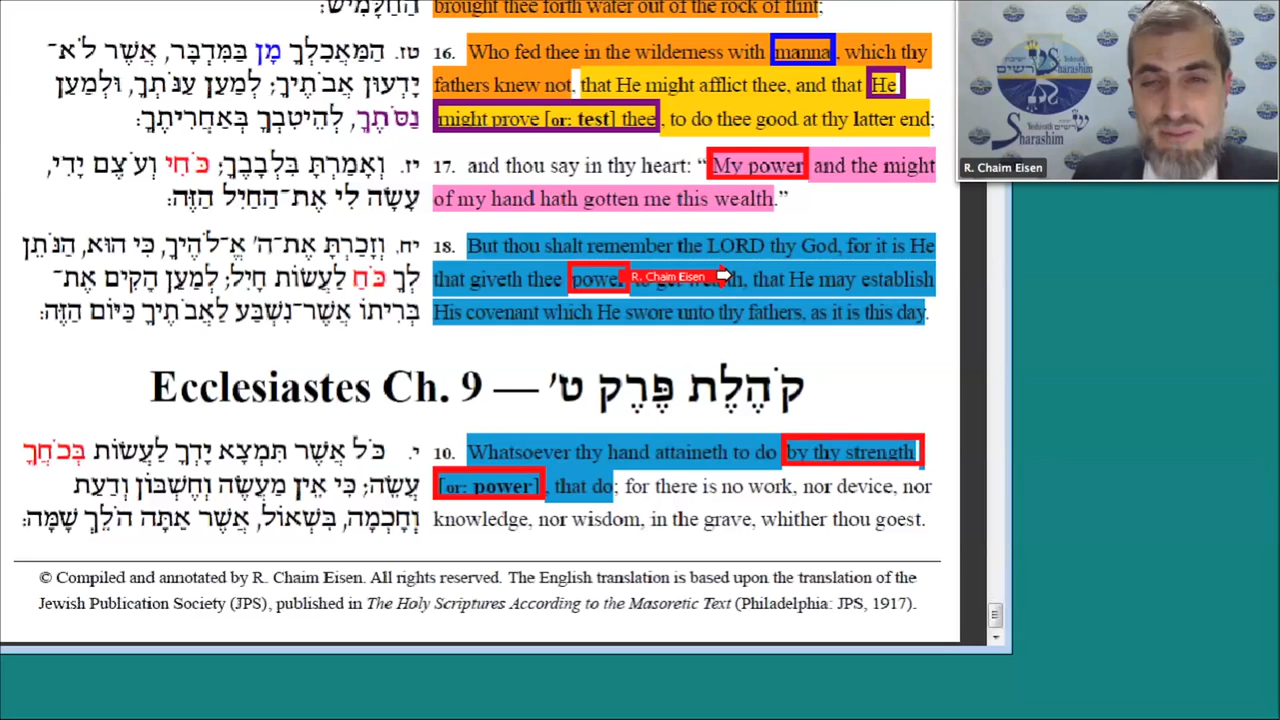 הַחַלָּמִישׁ:
brought thee forth water out of the rock of flint;
טז. הַמַּאֲכִלְךָ מָן בַּמִּדְבָּר, אֲשֶׁר לֹא־
יָדְעוּן אֲבֹתֶיךָ; לְמַעַן עַנֹּתְךָ, וּלְמַעַן
נַסֹּתֶךָ, לְהֵיטִבְךָ בְּאַחֲרִיתֶךָ:
16. Who fed thee in the wilderness with manna, which thy
fathers knew not, that He might afflict thee, and that He
might prove [or: test] thee, to do thee good at thy latter end;
יז. וְאָמַרְתָּ בִּלְבָבֶךָ: כֹּחִי וְעֹצֶם יָדִי,
עָשָׂה לִי אֶת־הַחַיִל הַזֶּה:
17. and thou say in thy heart: “My power and the might
of my hand hath gotten me this wealth.”
יח. וְזָכַרְתָּ אֶת־ה' אֱ־לֹהֶיךָ, כִּי הוּא, הַנֹּתֵן
לְךָ כֹּחַ לַעֲשׂוֹת חָיִל; לְמַעַן הָקִים אֶת־
בְּרִיתוֹ אֲשֶׁר־נִשְׁבַּע לַאֲבֹתֶיךָ כַּיּוֹם הַזֶּה:
18. But thou shalt remember the LORD thy God, for it is He
that giveth thee power , that He may establish
His covenant which He swore unto thy fathers, as it is this day.
R. Chaim Eisen
Ecclesiastes Ch. 9 — קֹהֶלֶת פֶּרֶק ט'
י. כֹּל אֲשֶׁר תִּמְצָא יָדְךָ לַעֲשׂוֹת בְּכֹחֲךָ
עֲשֵׂה; כִּי אֵין מַעֲשֶׂה וְחֶשְׁבּוֹן וְדַעַת
וְחָכְמָה, בִּשְׁאוֹל, אֲשֶׁר אַתָּה הֹלֵךְ שָׁמָּה:
10. Whatsoever thy hand attaineth to do by thy strength
[or: power], that do; for there is no work, nor device, nor
knowledge, nor wisdom, in the grave, whither thou goest.
© Compiled and annotated by R. Chaim Eisen. All rights reserved. The English translation is based upon the translation of the
Jewish Publication Society (JPS), published in The Holy Scriptures According to the Masoretic Text (Philadelphia: JPS, 1917).
Yeshivath
Sharashim
ישיבת
שרשים
R. Chaim Eisen